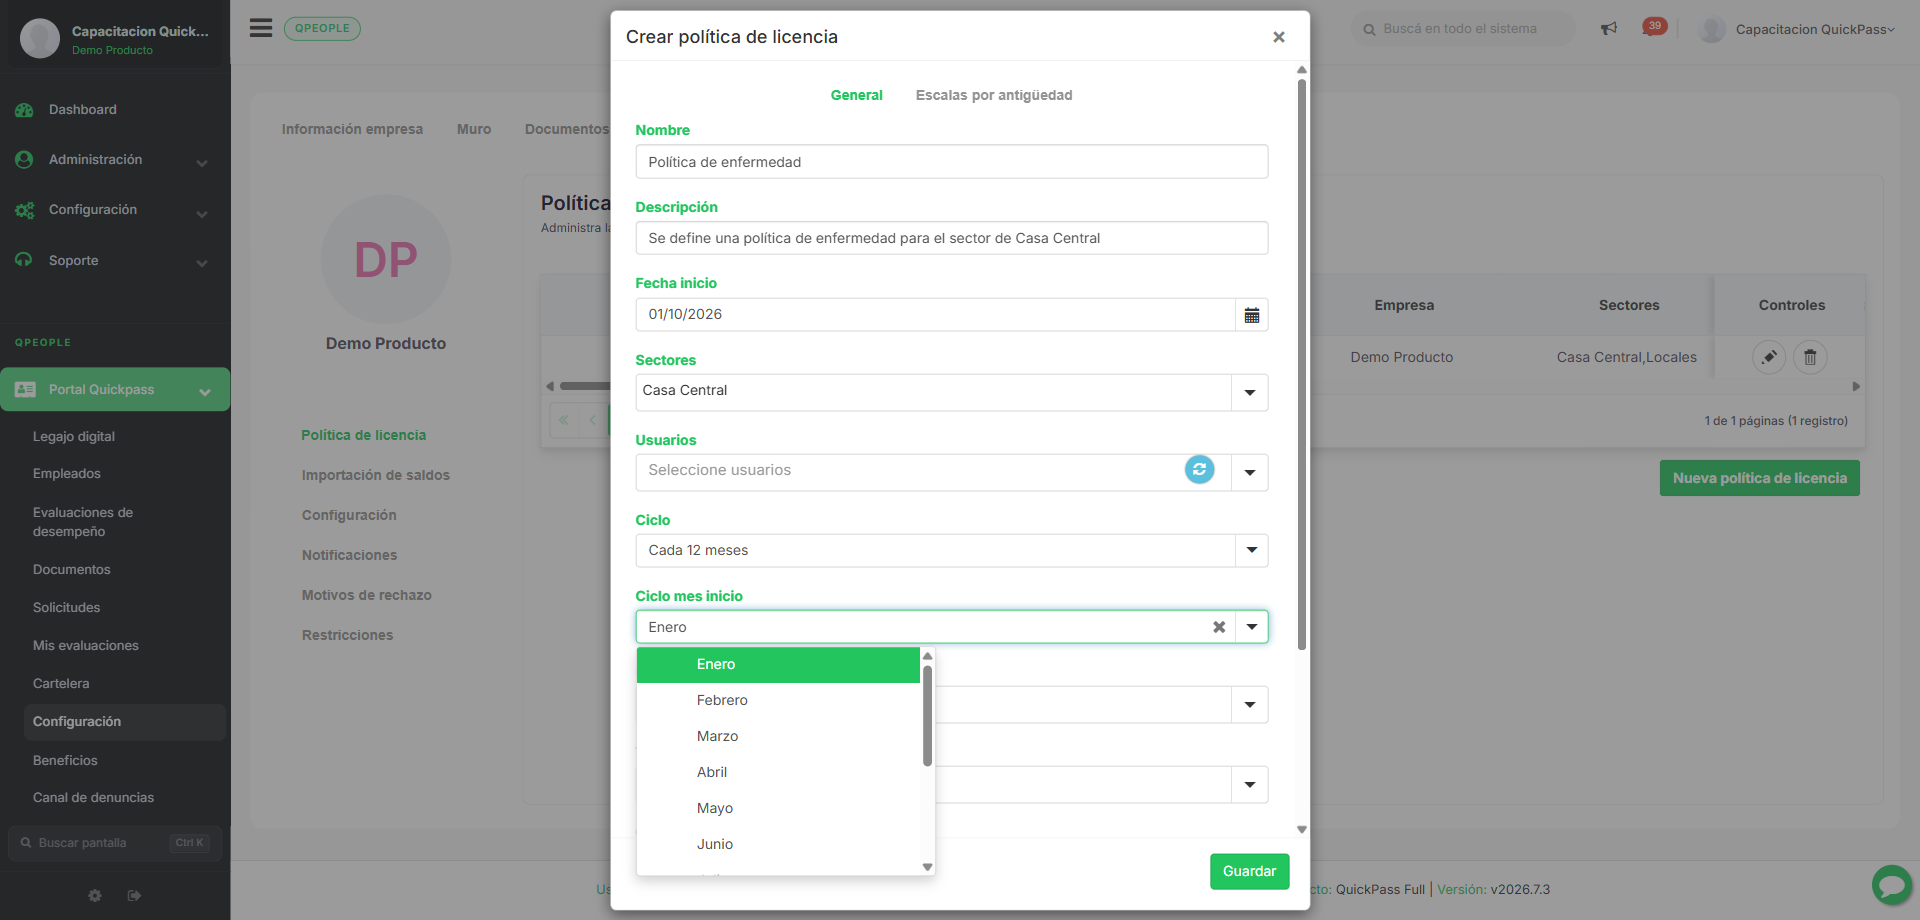 Capacitacion Quick...
Demo Producto
Dashboard
Administración
Configuración
Soporte
QPEOPLE
Portal Quickpass
Legajo digital
Empleados
Evaluaciones de
desempeño
Documentos
Solicitudes
Mis evaluaciones
Cartelera
Configuración
Beneficios
Canal de denuncias
Buscar pantalla
Ctrl K
QPEOPLE
Buscá en todo el sistema
39
Capacitacion QuickPass
Información empresa
Muro
Documentos
DP
Demo Producto
Política de licencia
Importación de saldos
Configuración
Notificaciones
Motivos de rechazo
Restricciones
Política
Administra la
Empresa
Sectores
Controles
Demo Producto
Casa Central,Locales
1 de 1 páginas (1 registro)
Nueva política de licencia
Crear política de licencia
General
Escalas por antigüedad
Nombre
Política de enfermedad
Descripción
Se define una política de enfermedad para el sector de Casa Central
Fecha inicio
01/10/2026
Sectores
Casa Central
Usuarios
Seleccione usuarios
Ciclo
Cada 12 meses
Ciclo mes inicio
Enero
Enero
Febrero
Marzo
Abril
Mayo
Junio
Guardar
Us
cto: QuickPass Full | Versión: v2026.7.3